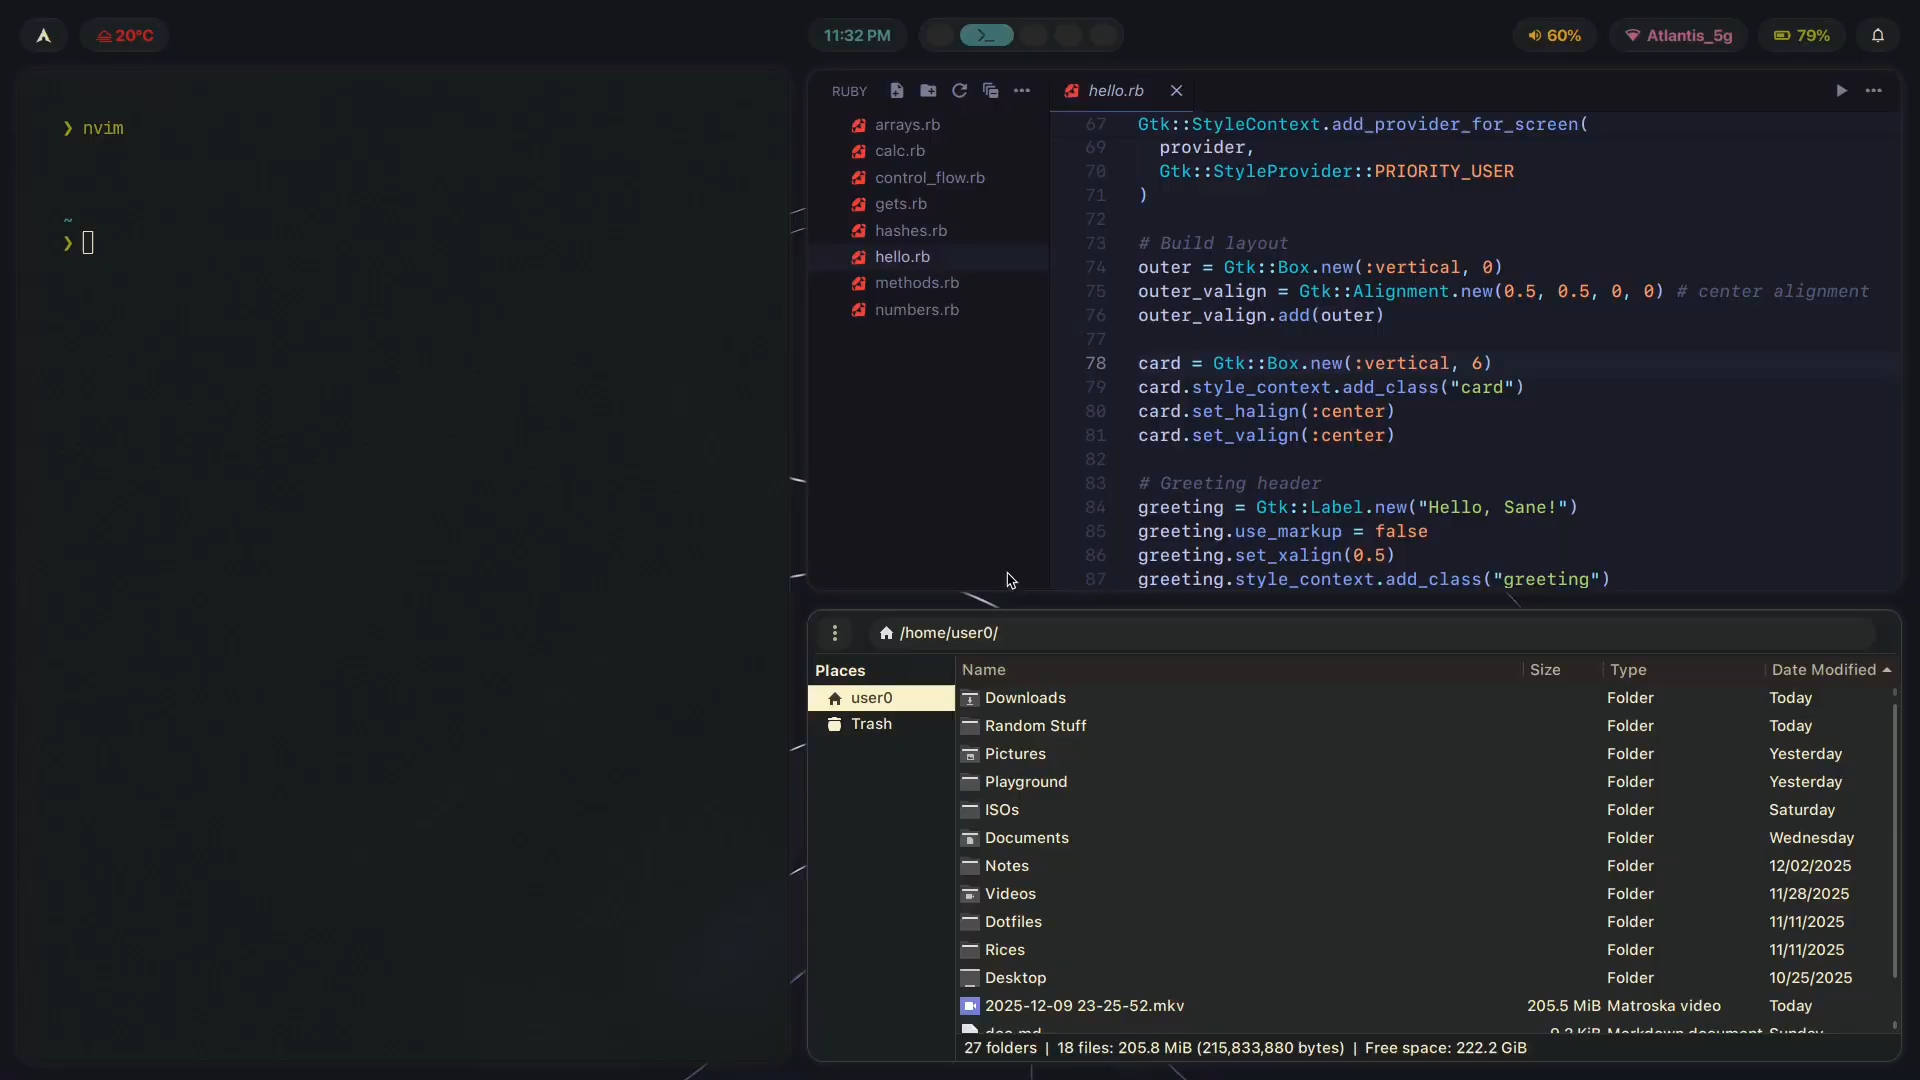 20°C
11:32 PM
60%
Atlantis_5g
79%
❯ nvim
~
❯
RUBY
arrays.rb
calc.rb
control_flow.rb
gets.rb
hashes.rb
hello.rb
methods.rb
numbers.rb
hello.rb
67 Gtk::StyleContext.add_provider_for_screen(
69   provider,
70   Gtk::StyleProvider::PRIORITY_USER
71 )
72
73 # Build layout
74 outer = Gtk::Box.new(:vertical, 0)
75 outer_valign = Gtk::Alignment.new(0.5, 0.5, 0, 0) # center alignment
76 outer_valign.add(outer)
77
78 card = Gtk::Box.new(:vertical, 6)
79 card.style_context.add_class("card")
80 card.set_halign(:center)
81 card.set_valign(:center)
82
83 # Greeting header
84 greeting = Gtk::Label.new("Hello, Sane!")
85 greeting.use_markup = false
86 greeting.set_xalign(0.5)
87 greeting.style_context.add_class("greeting")
/home/user0/
Places
user0
Trash
Name Size Type Date Modified
Downloads Folder Today
Random Stuff Folder Today
Pictures Folder Yesterday
Playground Folder Yesterday
ISOs Folder Saturday
Documents Folder Wednesday
Notes Folder 12/02/2025
Videos Folder 11/28/2025
Dotfiles Folder 11/11/2025
Rices Folder 11/11/2025
Desktop Folder 10/25/2025
2025-12-09 23-25-52.mkv 205.5 MiB Matroska video Today
Markdown document Sunday
27 folders | 18 files: 205.8 MiB (215,833,880 bytes) | Free space: 222.2 GiB